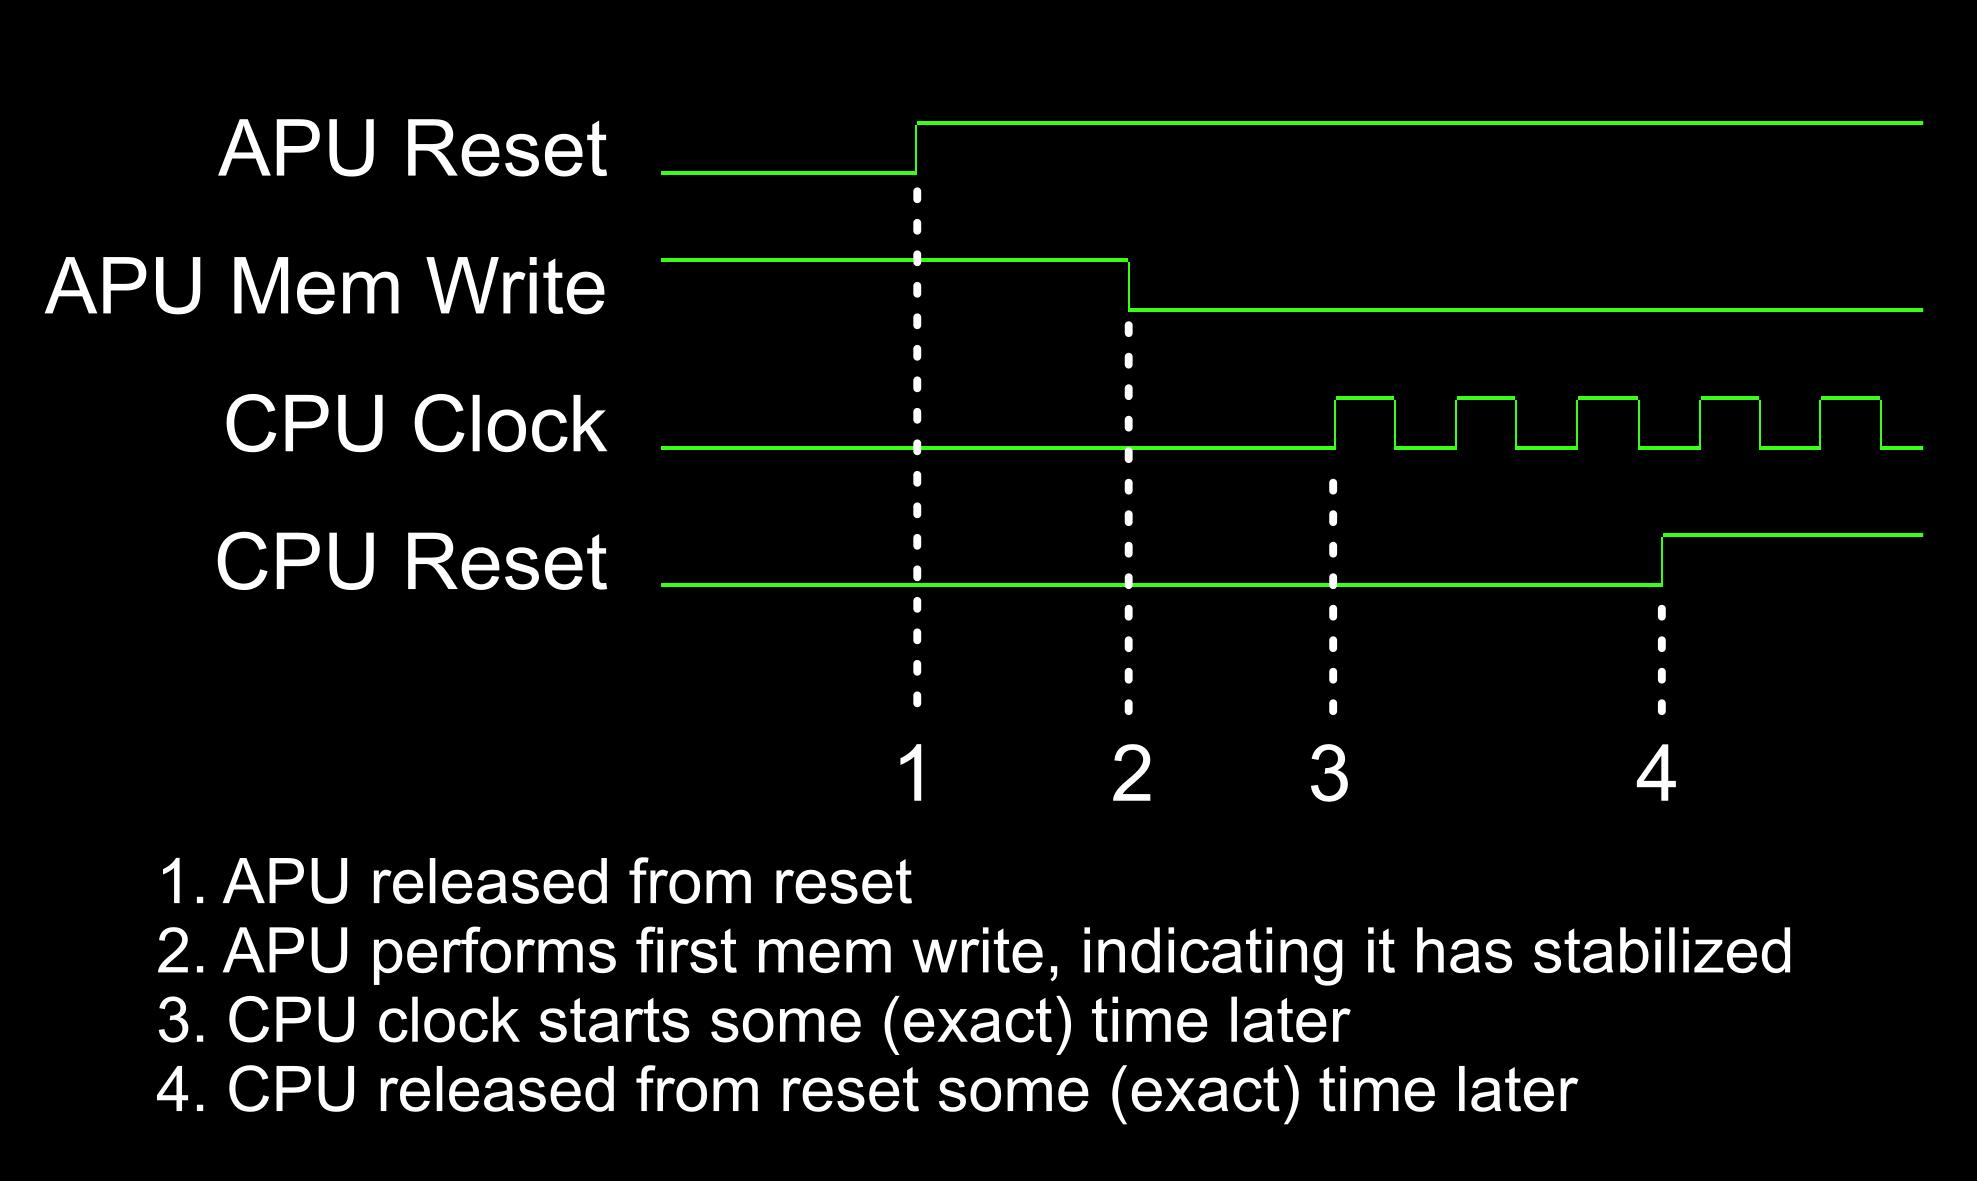 APU Reset
APU Mem Write
CPU Clock
CPU Reset
1 2 3 4
1. APU released from reset
2. APU performs first mem write, indicating it has stabilized
3. CPU clock starts some (exact) time later
4. CPU released from reset some (exact) time later